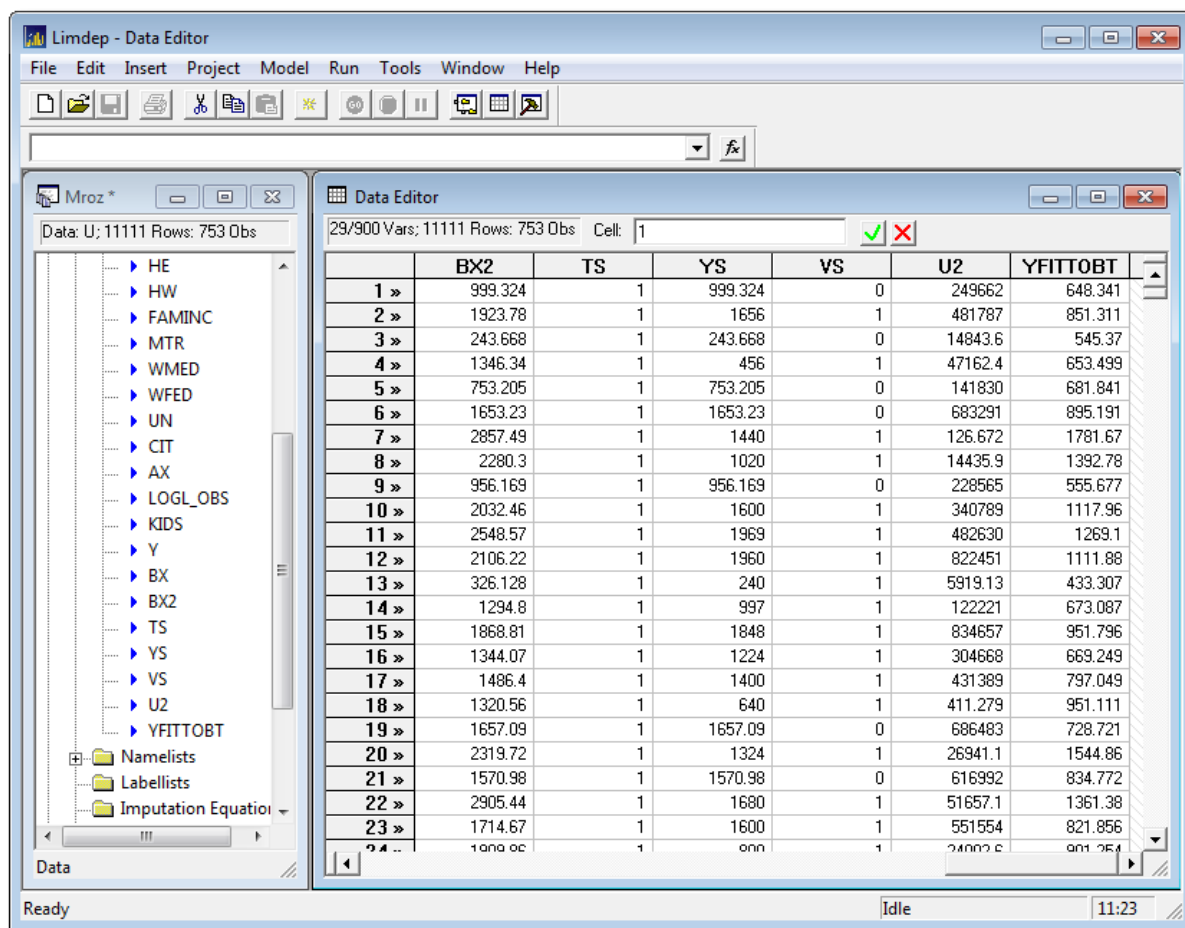 Limdep - Data Editor
File Edit Insert Project Model Run Tools Window Help
GO
fx
Mroz *
Data: U; 11111 Rows: 753 Obs
HE
HW
FAMINC
MTR
WMED
WFED
UN
CIT
AX
LOGL_OBS
KIDS
Y
BX
BX2
TS
YS
VS
U2
YFITTOBT
Namelists
Labellists
Imputation Equation
Data
Data Editor
29/900 Vars; 11111 Rows: 753 Obs Cell: 1
BX2 TS YS VS U2 YFITTOBT
1 » 999.324 1 999.324 0 249662 648.341
2 » 1923.78 1 1656 1 481787 851.311
3 » 243.668 1 243.668 0 14843.6 545.37
4 » 1346.34 1 456 1 47162.4 653.499
5 » 753.205 1 753.205 0 141830 681.841
6 » 1653.23 1 1653.23 0 683291 895.191
7 » 2857.49 1 1440 1 126.672 1781.67
8 » 2280.3 1 1020 1 14435.9 1392.78
9 » 956.169 1 956.169 0 228565 555.677
10 » 2032.46 1 1600 1 340789 1117.96
11 » 2548.57 1 1969 1 482630 1269.1
12 » 2106.22 1 1960 1 822451 1111.88
13 » 326.128 1 240 1 5919.13 433.307
14 » 1294.8 1 997 1 122221 673.087
15 » 1868.81 1 1848 1 834657 951.796
16 » 1344.07 1 1224 1 304668 669.249
17 » 1486.4 1 1400 1 431389 797.049
18 » 1320.56 1 640 1 411.279 951.111
19 » 1657.09 1 1657.09 0 686483 728.721
20 » 2319.72 1 1324 1 26941.1 1544.86
21 » 1570.98 1 1570.98 0 616992 834.772
22 » 2905.44 1 1680 1 51657.1 1361.38
23 » 1714.67 1 1600 1 551554 821.856
24 » 1909.86 1 800 1 24002.6 901.254
Ready Idle 11:23